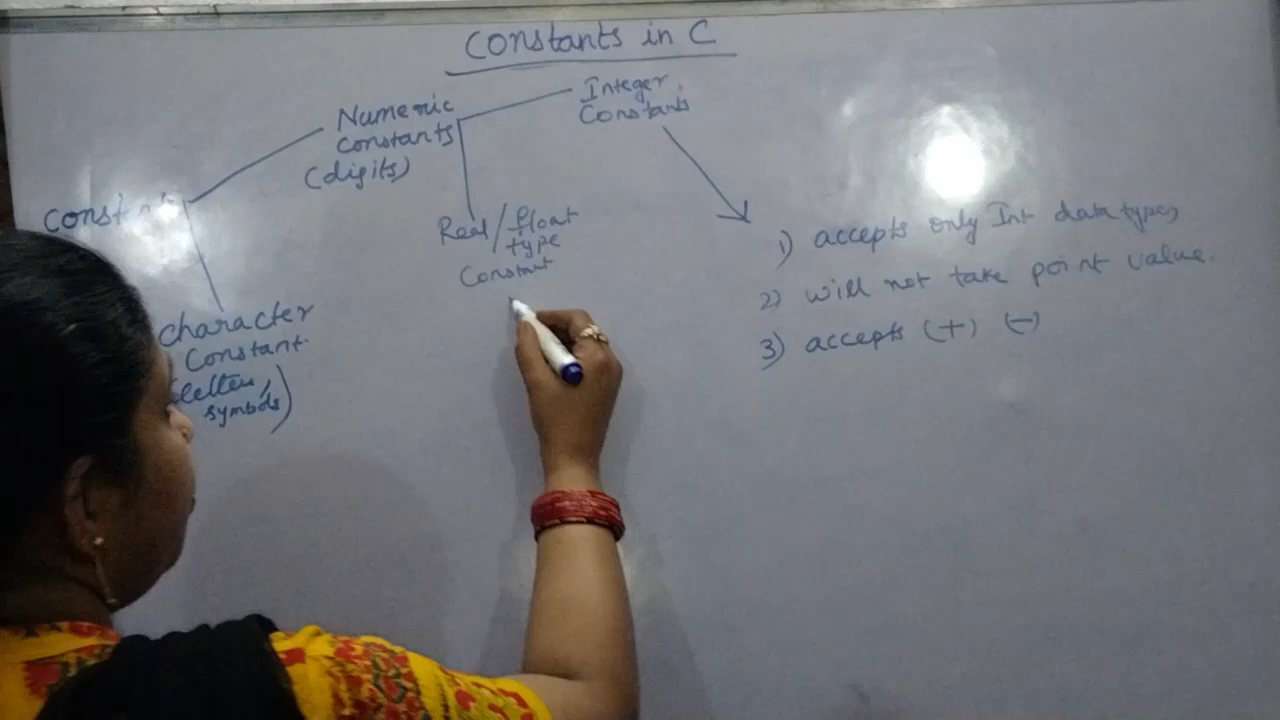 Constants in C
Integer
Constants
Numeric
constants
(digits)
Real/float
type
Constant
character
Constant.
symbols)
1) accepts only Int data types
2) will not take point value.
3) accepts (+) (-)